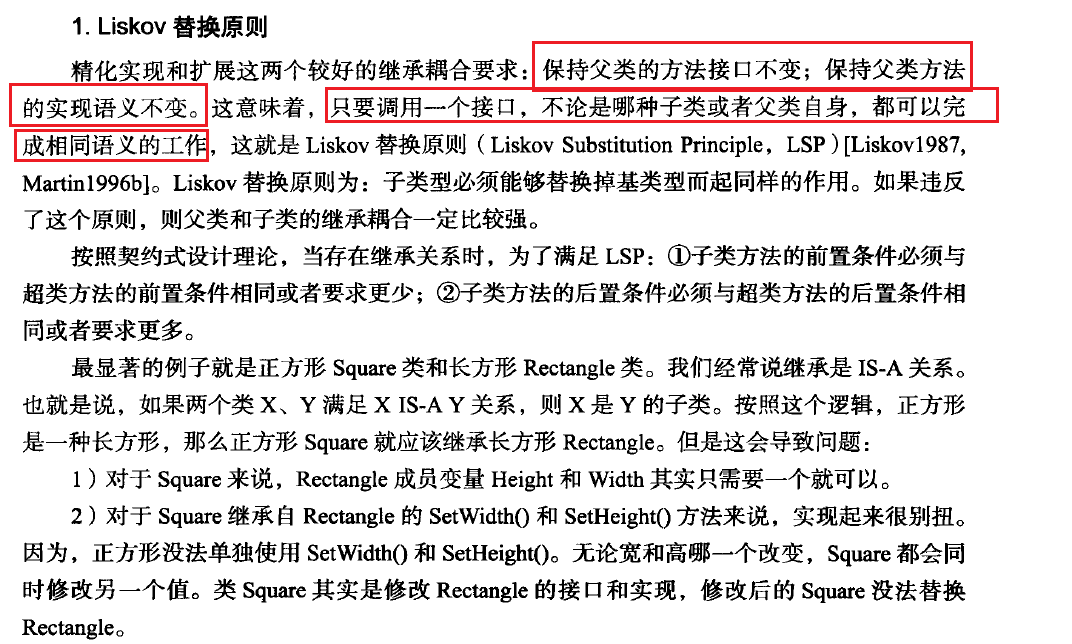 1. Liskov 替换原则
精化实现和扩展这两个较好的继承耦合要求：保持父类的方法接口不变；保持父类方法
的实现语义不变。这意味着，只要调用一个接口，不论是哪种子类或者父类自身，都可以完
成相同语义的工作，这就是 Liskov 替换原则（Liskov Substitution Principle，LSP）[Liskov1987,
Martin1996b]。Liskov 替换原则为：子类型必须能够替换掉基类型而起同样的作用。如果违反
了这个原则，则父类和子类的继承耦合一定比较强。
按照契约式设计理论，当存在继承关系时，为了满足 LSP：①子类方法的前置条件必须与
超类方法的前置条件相同或者要求更少；②子类方法的后置条件必须与超类方法的后置条件相
同或者要求更多。
最显著的例子就是正方形 Square 类和长方形 Rectangle 类。我们经常说继承是 IS-A 关系。
也就是说，如果两个类 X、Y 满足 X IS-A Y 关系，则 X 是 Y 的子类。按照这个逻辑，正方形
是一种长方形，那么正方形 Square 就应该继承长方形 Rectangle。但是这会导致问题：
1）对于 Square 来说，Rectangle 成员变量 Height 和 Width 其实只需要一个就可以。
2）对于 Square 继承自 Rectangle 的 SetWidth() 和 SetHeight() 方法来说，实现起来很别扭。
因为，正方形没法单独使用 SetWidth() 和 SetHeight()。无论宽和高哪一个改变，Square 都会同
时修改另一个值。类 Square 其实是修改 Rectangle 的接口和实现，修改后的 Square 没法替换
Rectangle。